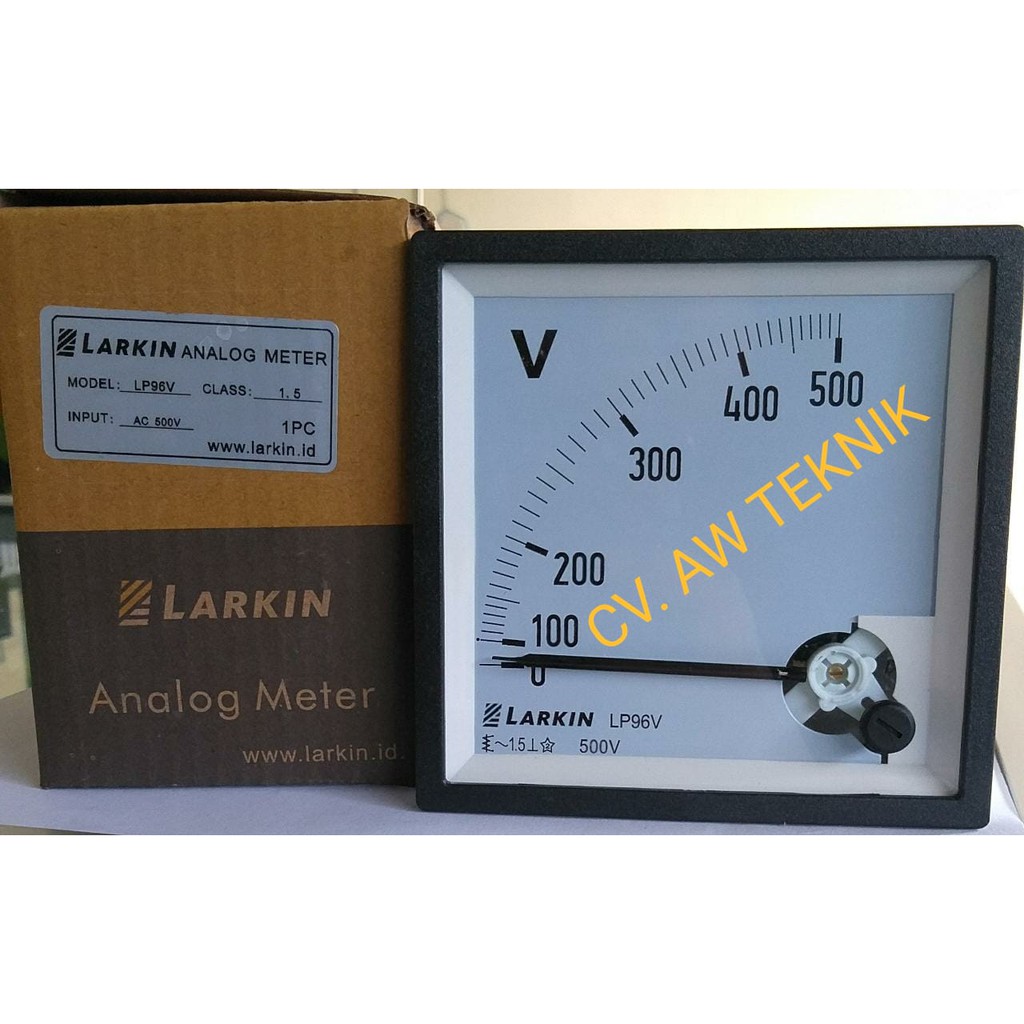 LARKIN ANALOG METER
MODEL: LP96V CLASS: 1.5
INPUT: AC 500V 1PC
www.larkin.id
LARKIN
Analog Meter
www.larkin.id
V
0
100
200
300
400
500
LARKIN LP96V
~1.5⊥ 500V
CV. AW TEKNIK